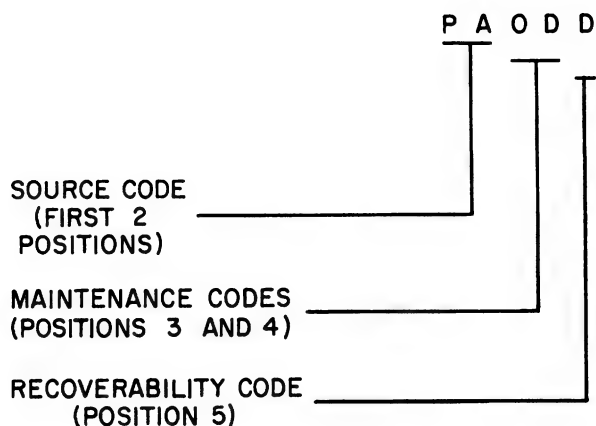 P A O D D
SOURCE CODE
(FIRST 2
POSITIONS)
MAINTENANCE CODES
(POSITIONS 3 AND 4)
RECOVERABILITY CODE
(POSITION 5)